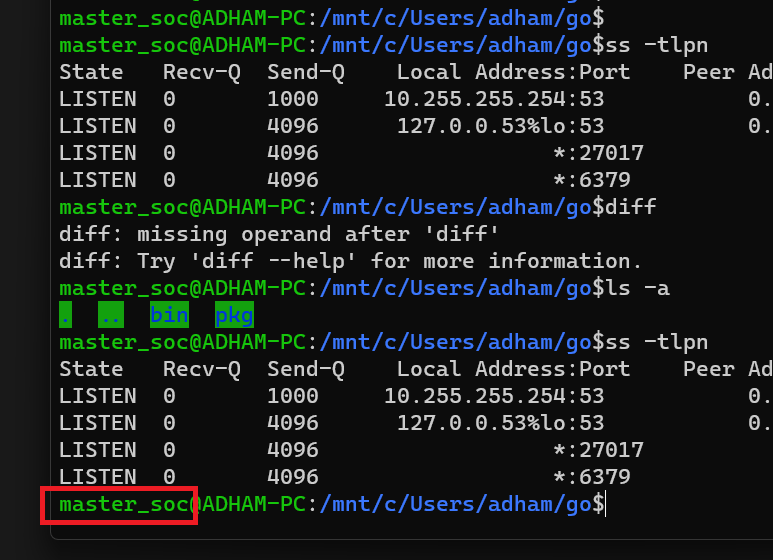 master_soc@ADHAM-PC:/mnt/c/Users/adham/go$
master_soc@ADHAM-PC:/mnt/c/Users/adham/go$ss -tlpn
State   Recv-Q  Send-Q    Local Address:Port    Peer Ad
LISTEN  0       1000     10.255.255.254:53           0.
LISTEN  0       4096      127.0.0.53%lo:53           0.
LISTEN  0       4096                  *:27017
LISTEN  0       4096                  *:6379
master_soc@ADHAM-PC:/mnt/c/Users/adham/go$diff
diff: missing operand after 'diff'
diff: Try 'diff --help' for more information.
master_soc@ADHAM-PC:/mnt/c/Users/adham/go$ls -a
.  ..  bin  pkg
master_soc@ADHAM-PC:/mnt/c/Users/adham/go$ss -tlpn
State   Recv-Q  Send-Q    Local Address:Port    Peer Ad
LISTEN  0       1000     10.255.255.254:53           0.
LISTEN  0       4096      127.0.0.53%lo:53           0.
LISTEN  0       4096                  *:27017
LISTEN  0       4096                  *:6379
master_soc@ADHAM-PC:/mnt/c/Users/adham/go$